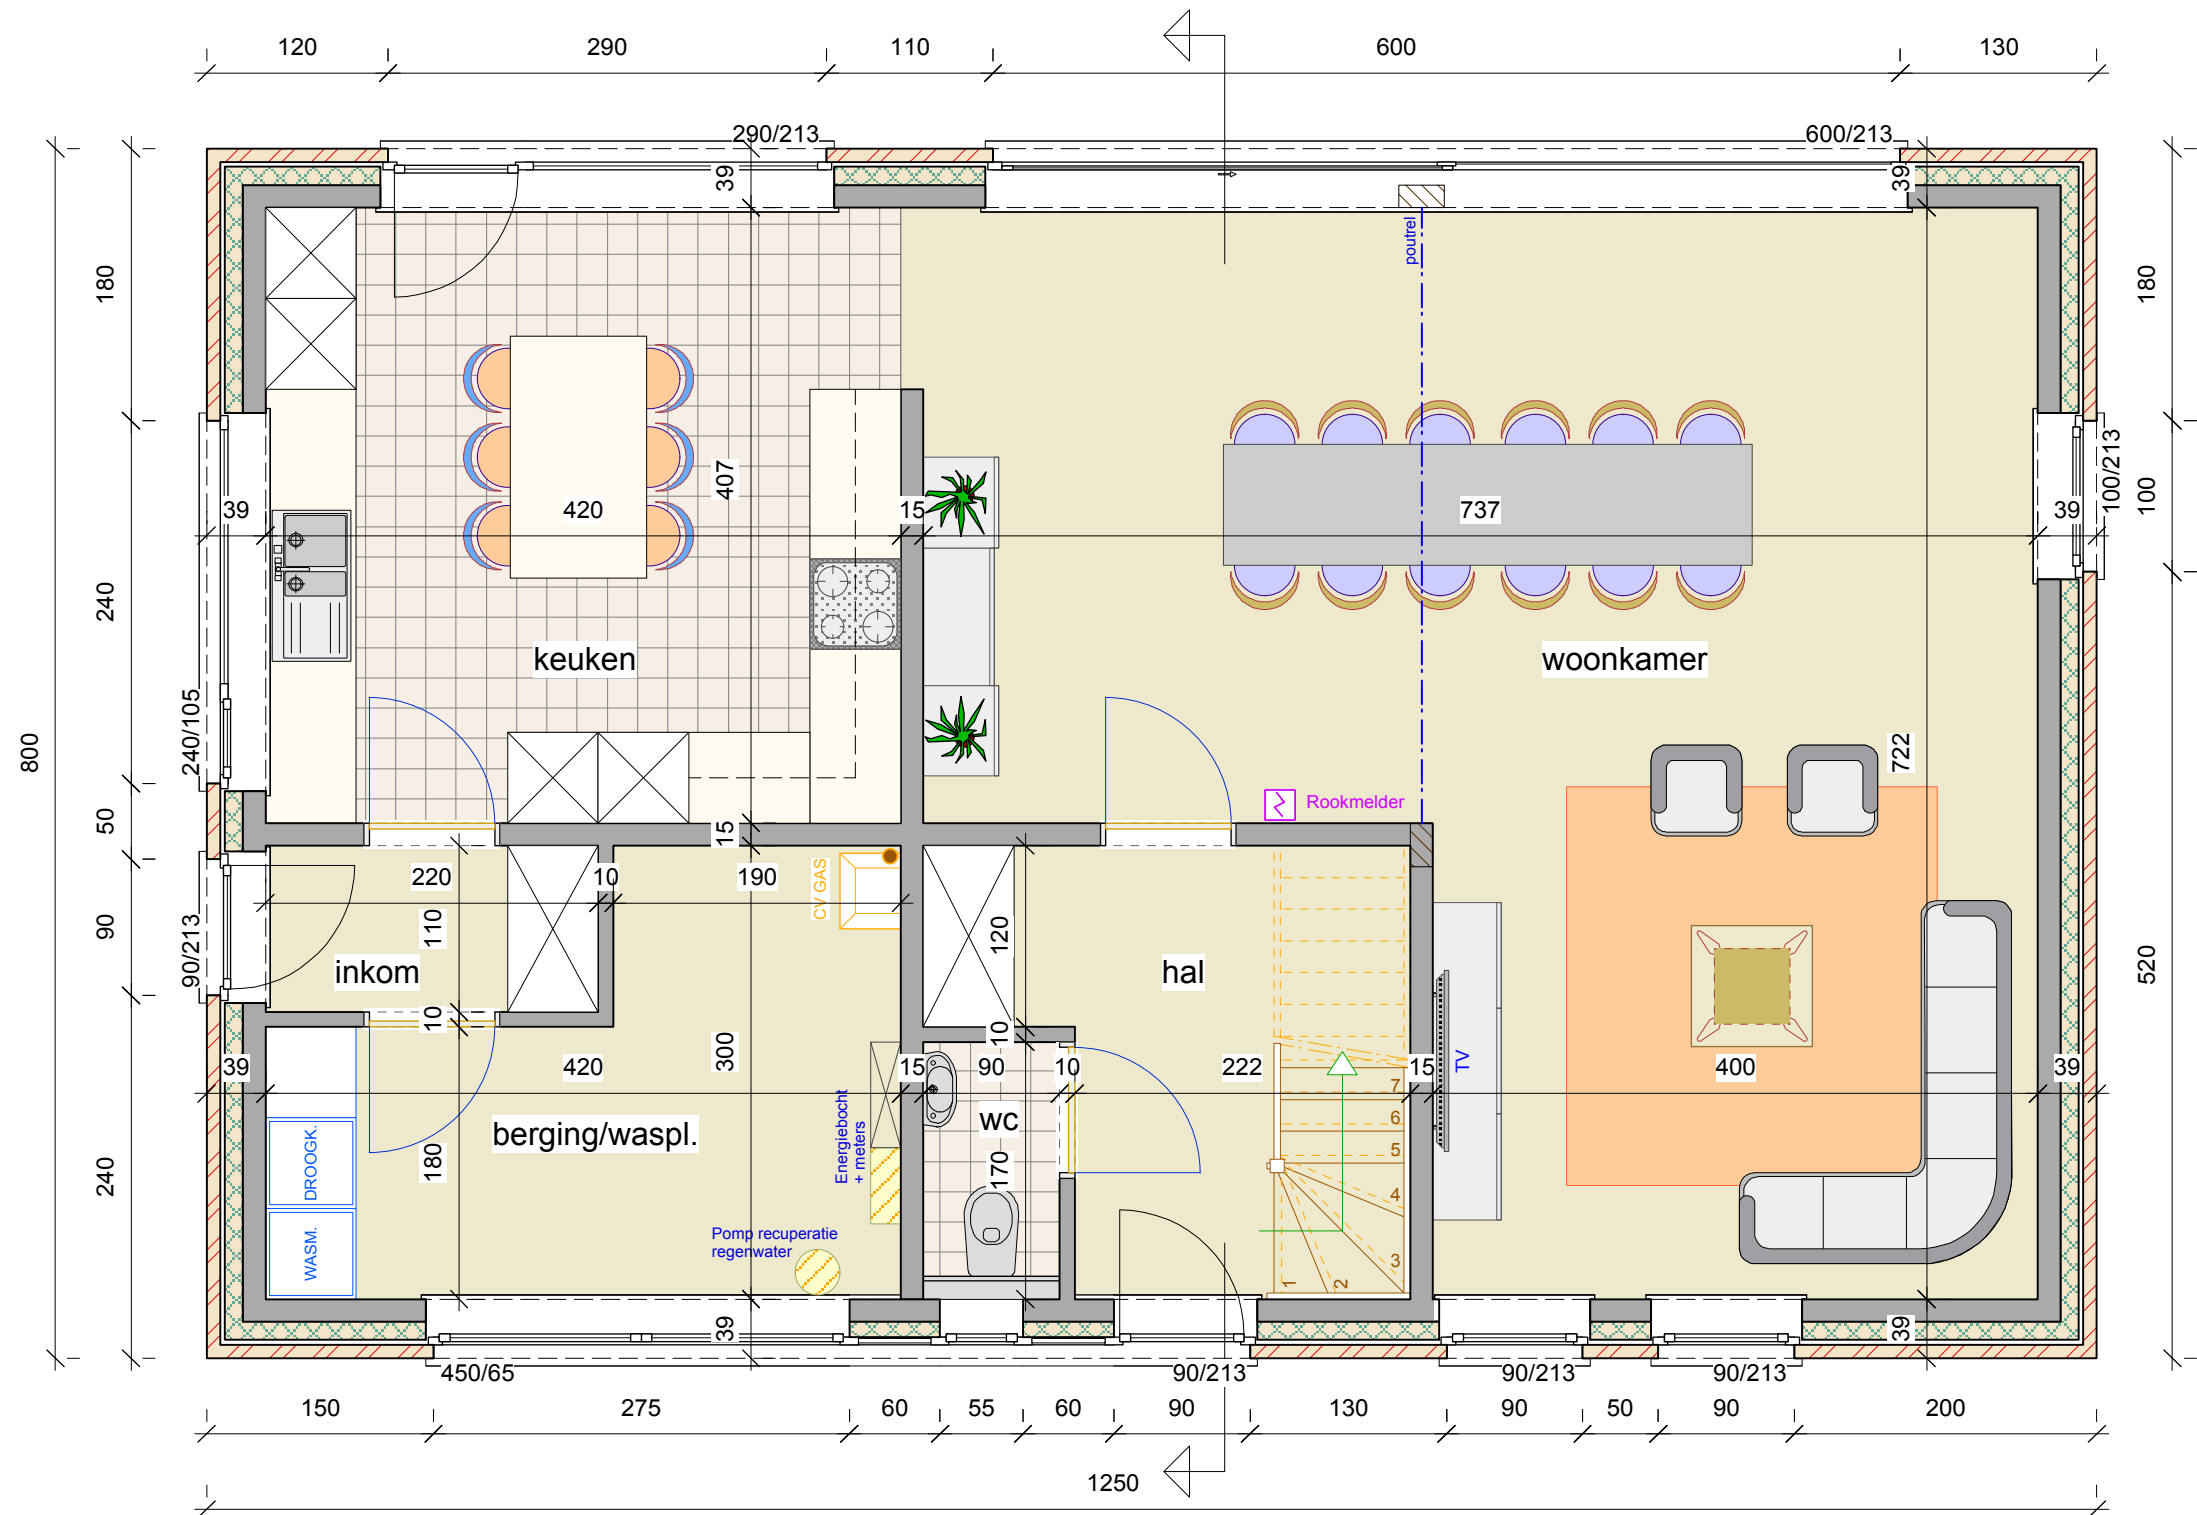 120 290 110 600 130
290/213 600/213
39 39
180 180
poutrel
39 420 407 15 737 39 100/213 100
240
keuken woonkamer
240/105
800
722
50 15 Rookmelder
220 10 190 CV GAS
90 110 120
90/213 inkom hal 520
10 10
39 420 300 15 90 10 222 15 TV 400 39
7
6
5
4
3
2
1
berging/waspl. wc
DROOGK.
180 170
Energiebocht
+ meters
240
WASM.
Pomp recuperatie
regenwater
39 39
450/65 90/213 90/213 90/213
150 275 60 55 60 90 130 90 50 90 200
1250